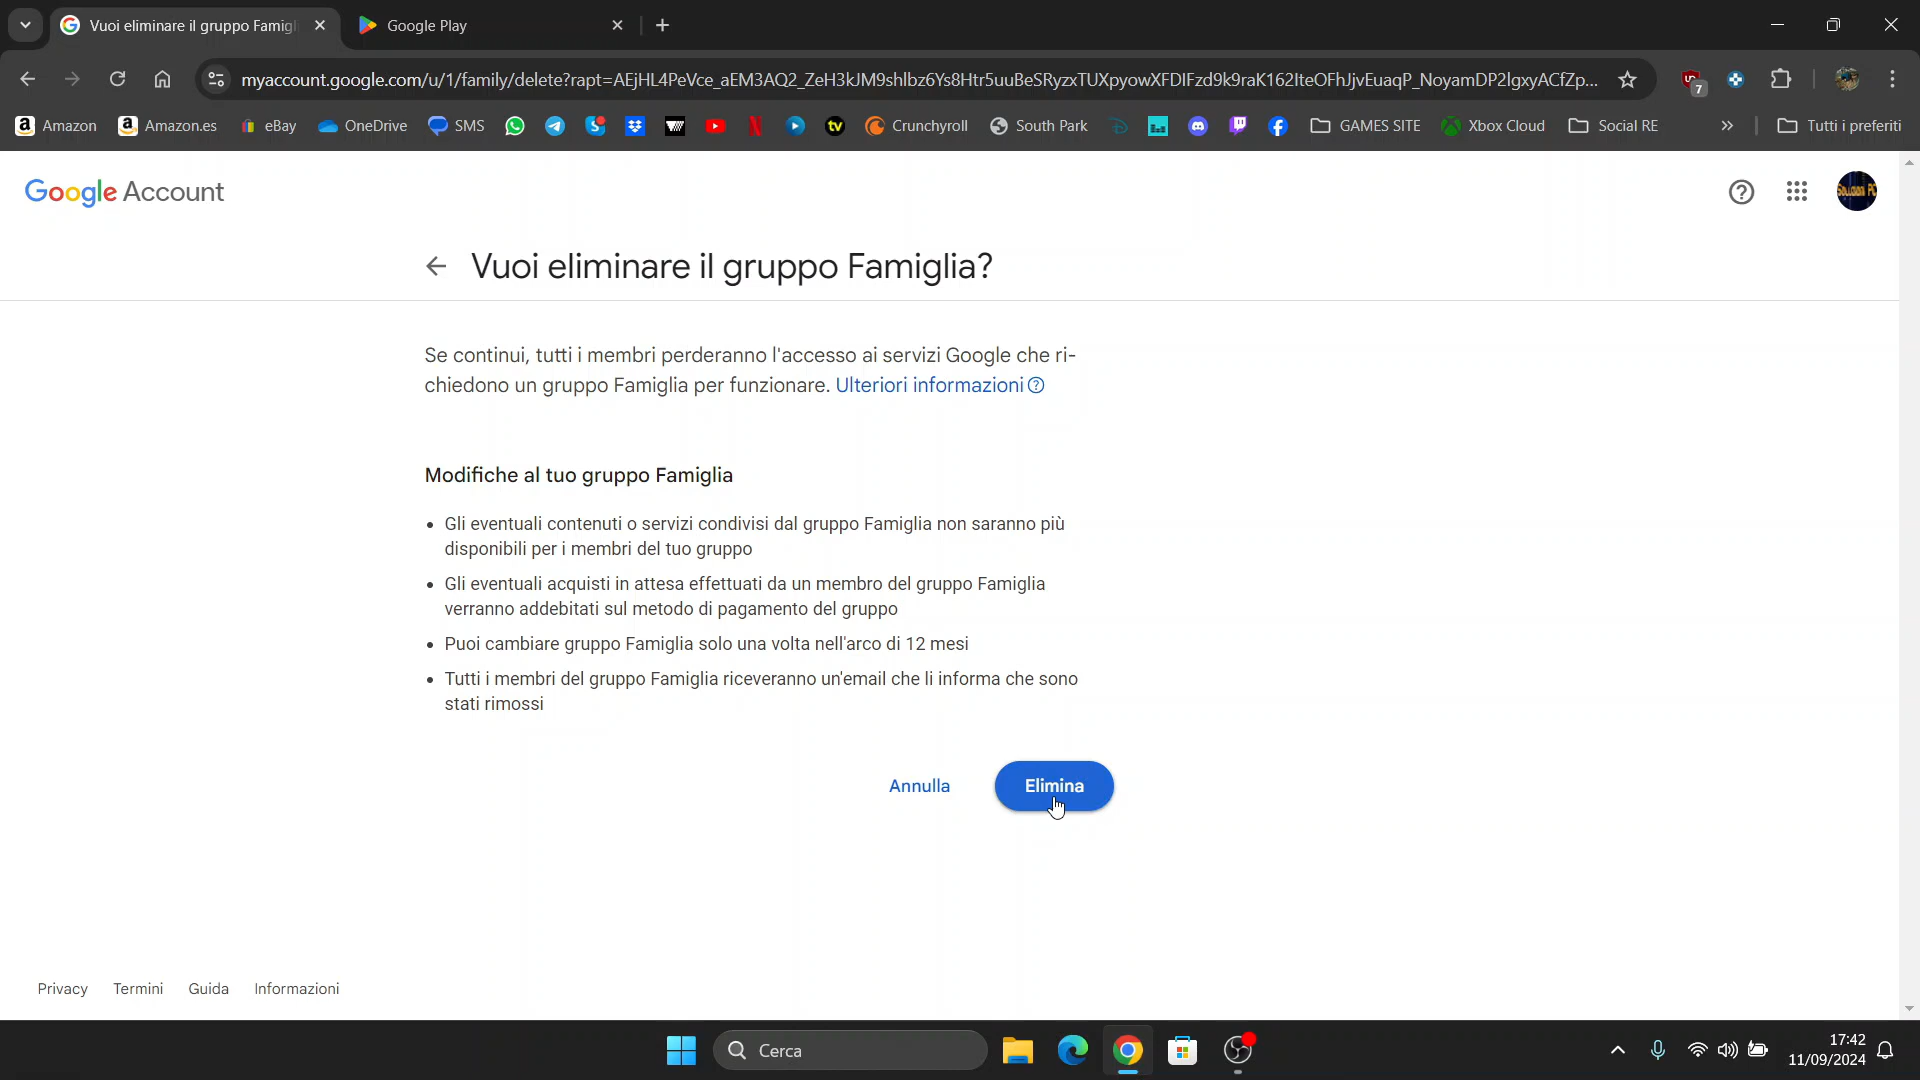 Vuoi eliminare il gruppo Famigl
Google Play
myaccount.google.com/u/1/family/delete?rapt=AEjHL4PeVce_aEM3AQ2_ZeH3kJM9shlbz6Ys8Htr5uuBeSRyzxTUXpyowXFDIFzd9k9raK162IteOFhJjvEuaqP_NoyamDP2lgxyACfZp...
7
Amazon
Amazon.es
eBay
OneDrive
SMS
Crunchyroll
South Park
GAMES SITE
Xbox Cloud
Social RE
Tutti i preferiti
Google Account
Vuoi eliminare il gruppo Famiglia?
Se continui, tutti i membri perderanno l'accesso ai servizi Google che ri-
chiedono un gruppo Famiglia per funzionare. Ulteriori informazioni
Modifiche al tuo gruppo Famiglia
• Gli eventuali contenuti o servizi condivisi dal gruppo Famiglia non saranno più
disponibili per i membri del tuo gruppo
• Gli eventuali acquisti in attesa effettuati da un membro del gruppo Famiglia
verranno addebitati sul metodo di pagamento del gruppo
• Puoi cambiare gruppo Famiglia solo una volta nell'arco di 12 mesi
• Tutti i membri del gruppo Famiglia riceveranno un'email che li informa che sono
stati rimossi
Annulla
Elimina
Privacy
Termini
Guida
Informazioni
Cerca
17:42
11/09/2024